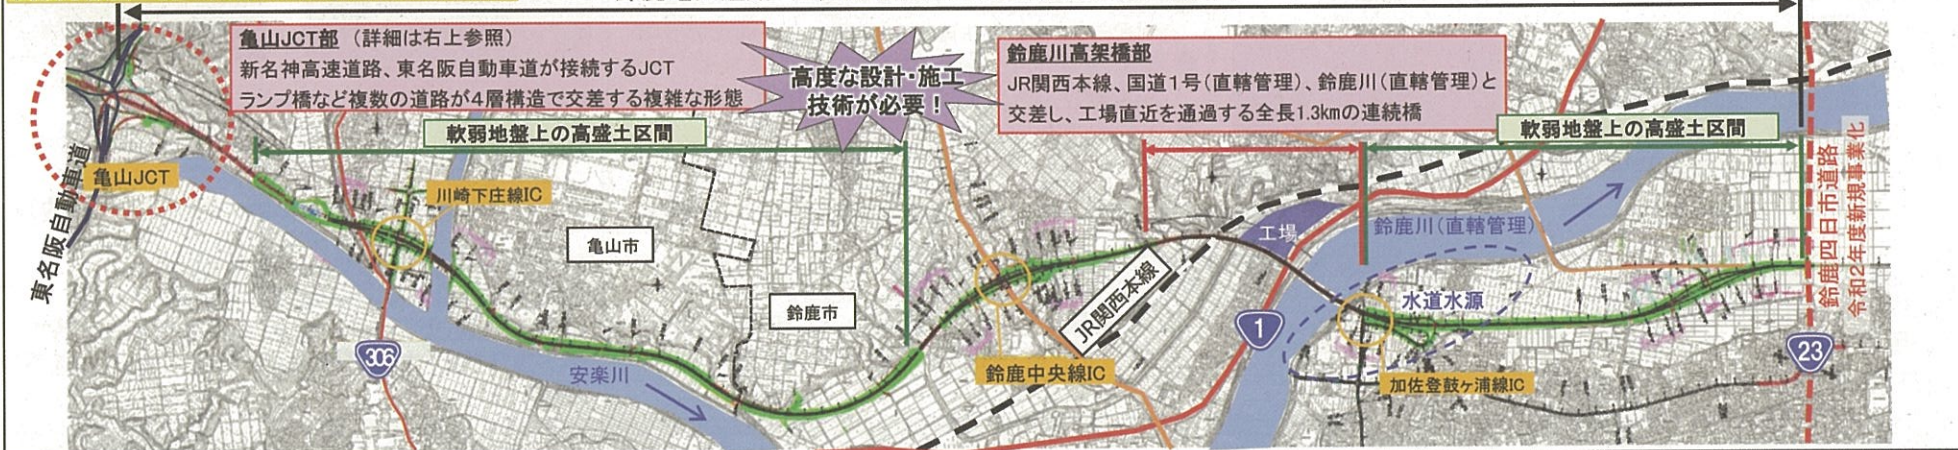 亀山JCT部 (詳細は右上参照)
新名神高速道路、東名阪自動車道が接続するJCT
ランプ橋など複数の道路が4層構造で交差する複雑な形態
高度な設計・施工
技術が必要!
鈴鹿川高架橋部
JR関西本線、国道1号(直轄管理)、鈴鹿川(直轄管理)と
交差し、工場直近を通過する全長1.3kmの連続橋
軟弱地盤上の高盛土区間
軟弱地盤上の高盛土区間
亀山JCT
東名阪自動車道
川崎下庄線IC
亀山市
鈴鹿市
工場
鈴鹿川(直轄管理)
JR関西本線
水道水源
鈴鹿四日市道路
令和2年度新規事業化
306
安楽川
鈴鹿中央線IC
1
加佐登鼓ヶ浦線IC
23